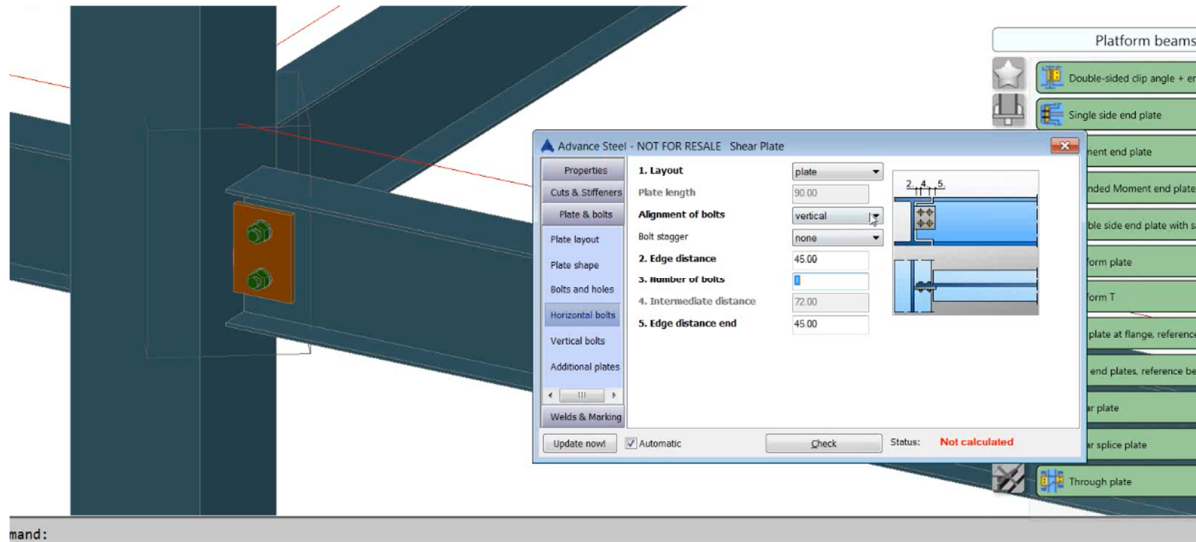 Platform beams
Double-sided clip angle + en
Single side end plate
ment end plate
nded Moment end plate
ble side end plate with sa
form plate
form T
plate at flange, reference
end plates, reference be
ar plate
ar splice plate
Through plate
Advance Steel - NOT FOR RESALE Shear Plate
Properties
Cuts & Stiffeners
Plate & bolts
Plate layout
Plate shape
Bolts and holes
Horizontal bolts
Vertical bolts
Additional plates
Welds & Marking
1. Layout plate
Plate length 90.00
Alignment of bolts vertical
Bolt stagger none
2. Edge distance 45.00
3. Number of bolts 1
4. Intermediate distance 72.00
5. Edge distance end 45.00
2. 4. 5.
Update now!
Automatic
Check
Status: Not calculated
mand: